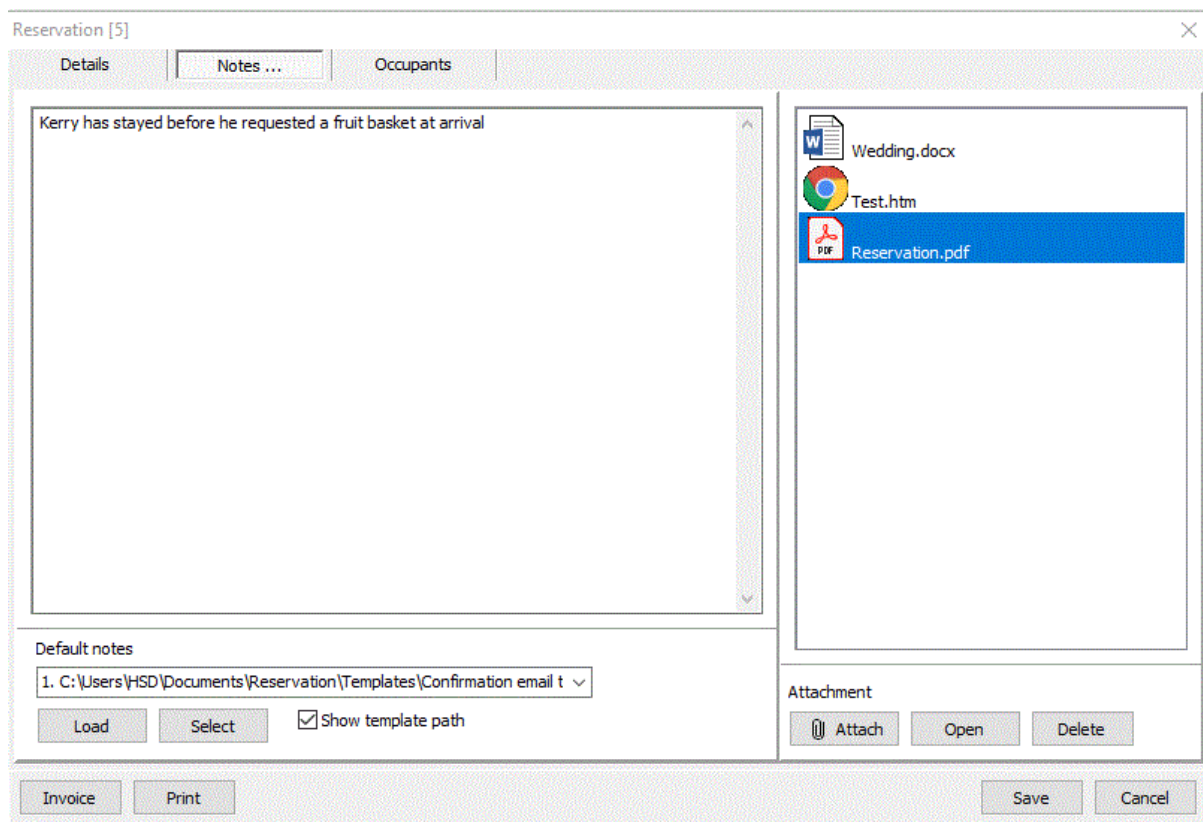 Reservation [5]
Details
Notes ...
Occupants
Kerry has stayed before he requested a fruit basket at arrival
Wedding.docx
Test.htm
PDF
Reservation.pdf
Default notes
1. C:\Users\HSD\Documents\Reservation\Templates\Confirmation email t
Load
Select
Show template path
Attachment
Attach
Open
Delete
Invoice
Print
Save
Cancel